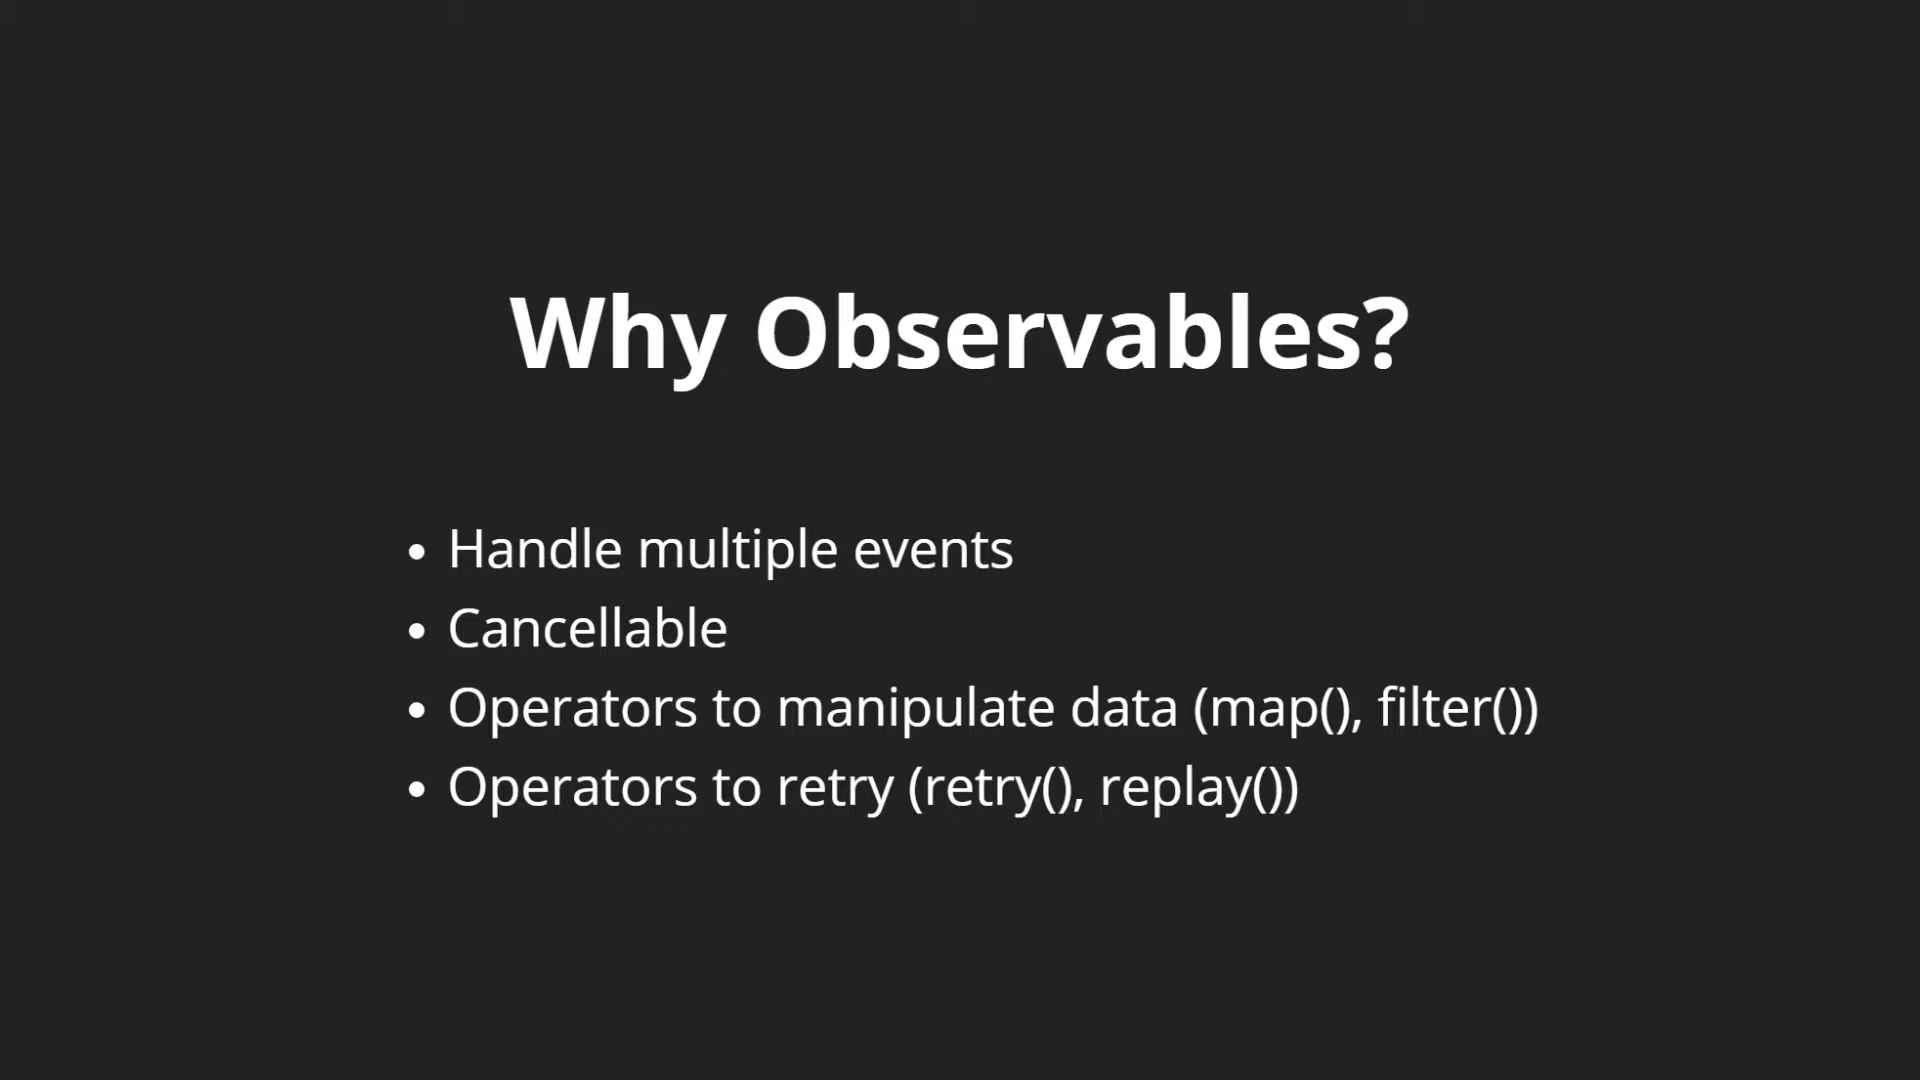 Why Observables?
• Handle multiple events
• Cancellable
• Operators to manipulate data (map(), filter())
• Operators to retry (retry(), replay())